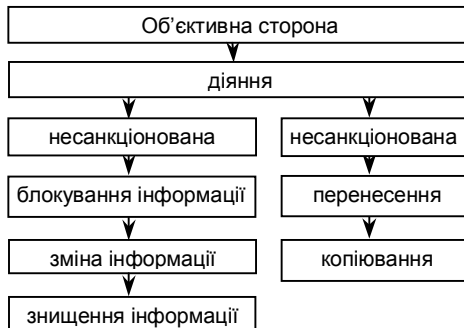 Об’єктивна сторона
діяння
несанкціонована
несанкціонована
блокування інформації
перенесення
зміна інформації
копіювання
знищення інформації